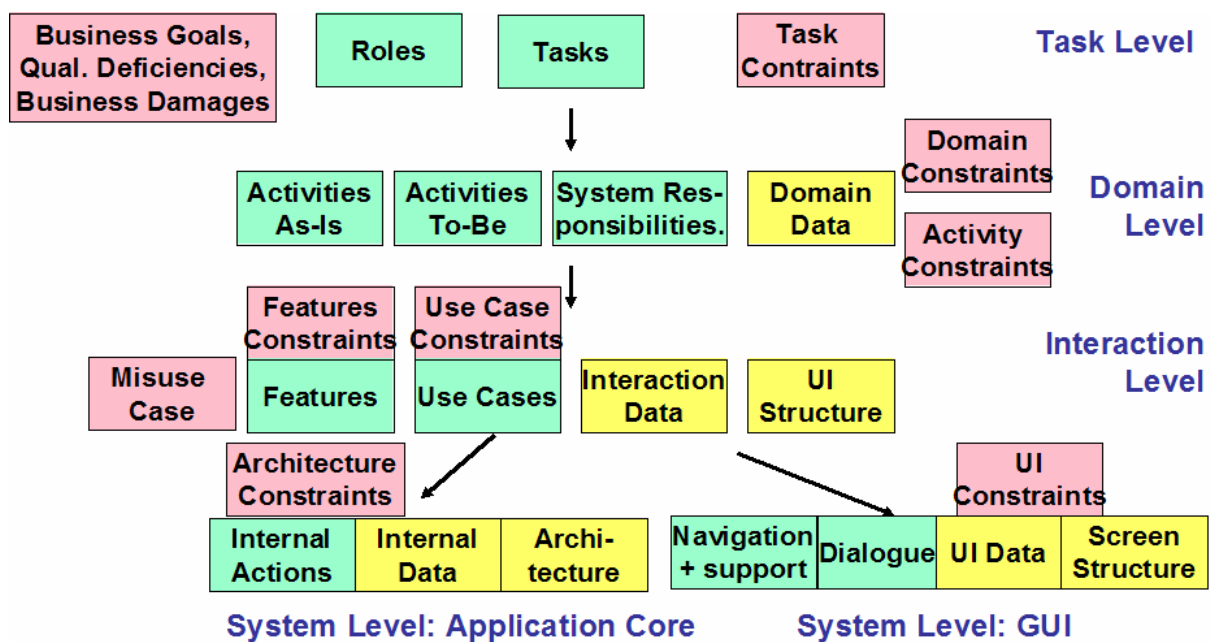 Business Goals,
Qual. Deficiencies,
Business Damages
Roles
Tasks
Task
Contraints
Task Level
Activities
As-Is
Activities
To-Be
System Res-
ponsibilities.
Domain
Data
Domain
Constraints
Activity
Constraints
Domain
Level
Features
Constraints
Use Case
Constraints
Misuse
Case
Features
Use Cases
Interaction
Data
UI
Structure
Interaction
Level
Architecture
Constraints
Internal
Actions
Internal
Data
Archi-
tecture
UI
Constraints
Navigation
+ support
Dialogue
UI Data
Screen
Structure
System Level: Application Core
System Level: GUI